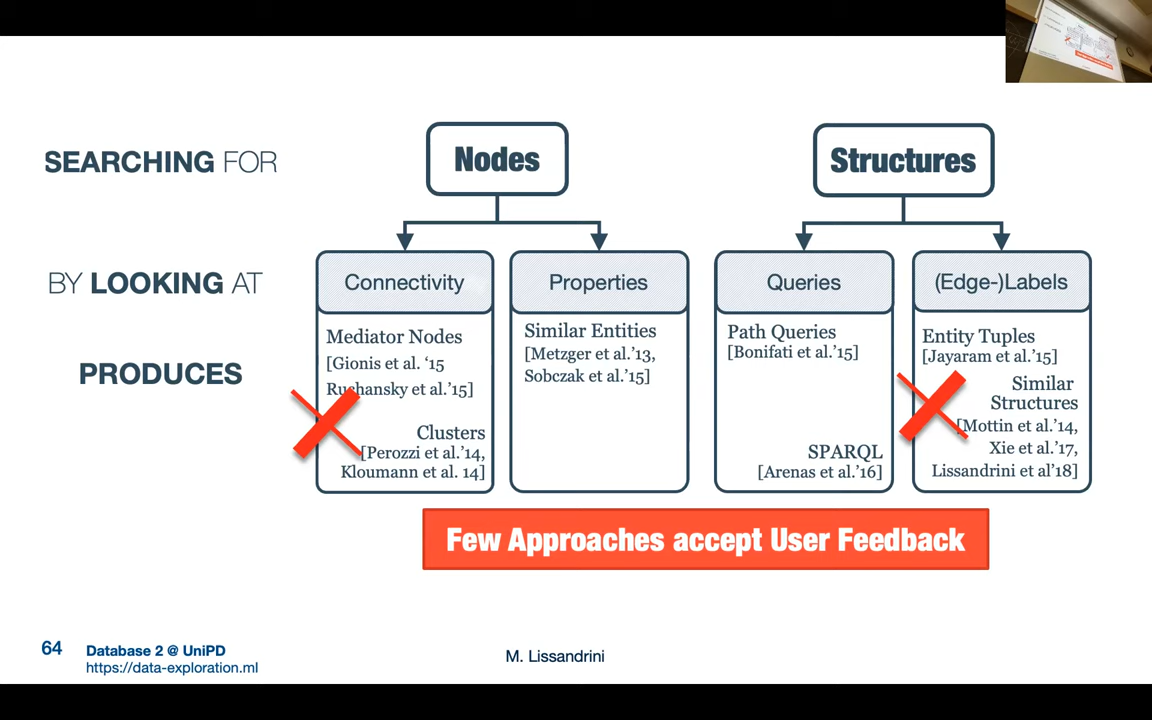 SEARCHING FOR
Nodes
Structures
BY LOOKING AT
Connectivity
Properties
Queries
(Edge-)Labels
PRODUCES
Mediator Nodes
[Gionis et al. ‘15
Ruchansky et al.’15]
Clusters
[Perozzi et al.’14,
Kloumann et al. 14]
Similar Entities
[Metzger et al.’13,
Sobczak et al.’15]
Path Queries
[Bonifati et al.’15]
SPARQL
[Arenas et al.’16]
Entity Tuples
[Jayaram et al.’15]
Similar
Structures
[Mottin et al.’14,
Xie et al.’17,
Lissandrini et al’18]
Few Approaches accept User Feedback
64
Database 2 @ UniPD
https://data-exploration.ml
M. Lissandrini